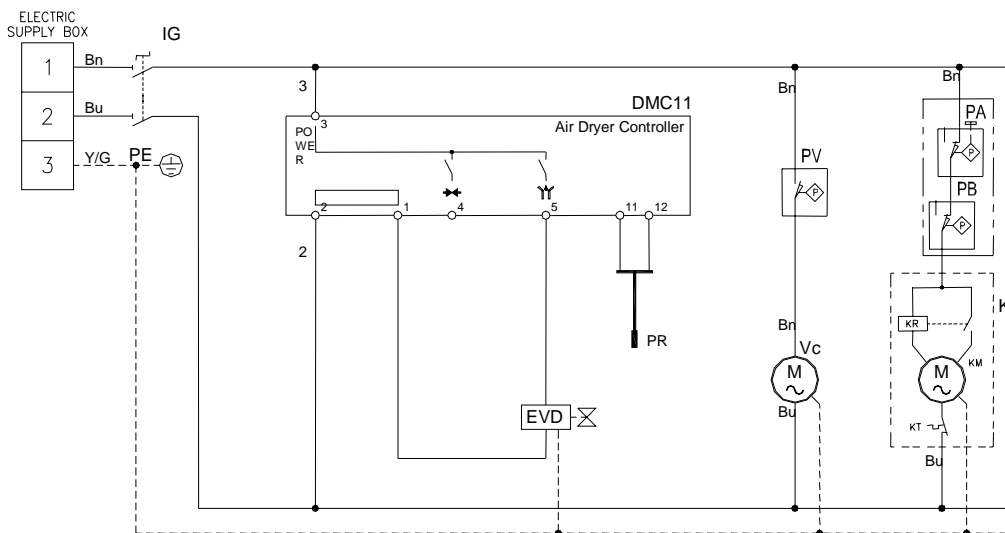 ELECTRIC
SUPPLY BOX
IG
1
Bn
2
Bu
3
Y/G
PE
3
DMC11
3
Air Dryer Controller
PO
WE
R
2
1
4
5
11
12
2
PR
EVD
Bn
PV
P
Bn
Vc
M
Bu
Bn
PA
P
PB
P
K
KR
KM
M
KT
Bu